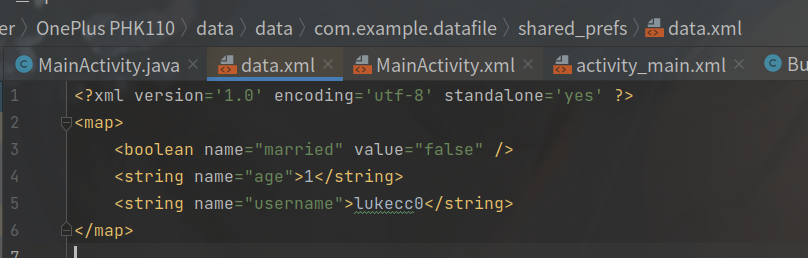 er › OnePlus PHK110 › data › data › com.example.datafile › shared_prefs › data.xml
MainActivity.java × data.xml × MainActivity.xml × activity_main.xml × Bu
1 <?xml version='1.0' encoding='utf-8' standalone='yes' ?>
2 <map>
3     <boolean name="married" value="false" />
4     <string name="age">1</string>
5     <string name="username">lukecc0</string>
6 </map>
7